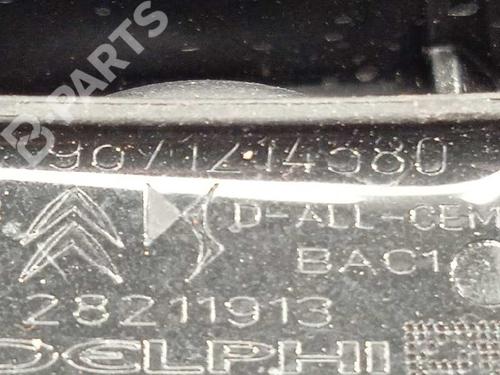 B-PARTS
9671214580
D-ALL-CEM
BAC1
28211913
DELPHI